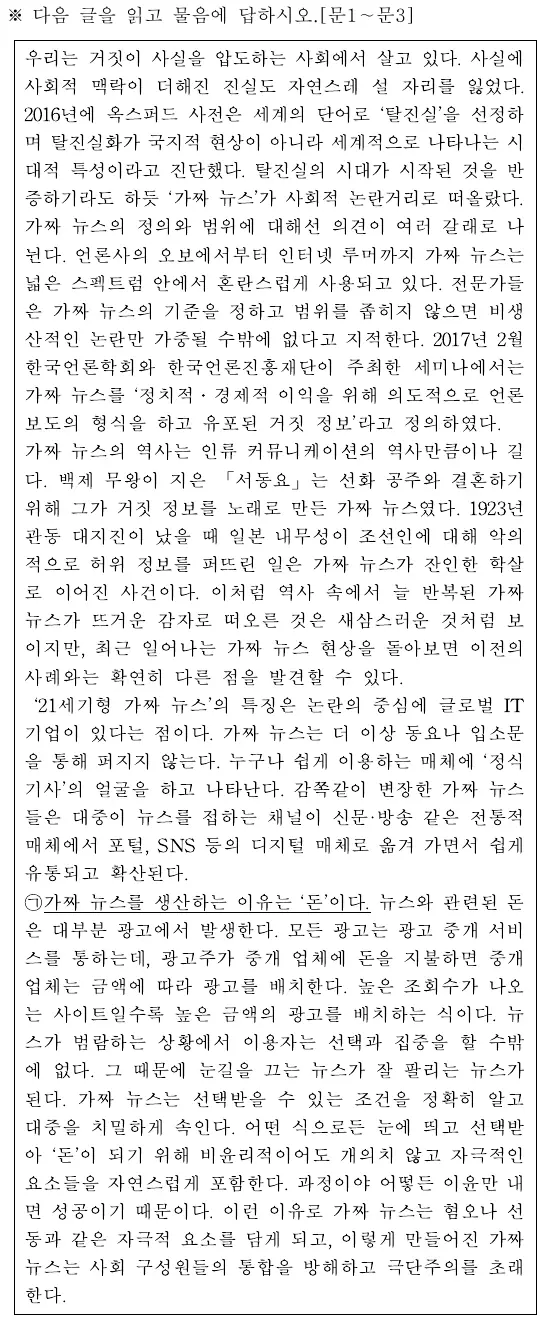 ※ 다음 글을 읽고 물음에 답하시오.[문1～문3]
우리는 거짓이 사실을 압도하는 사회에서 살고 있다. 사실에
사회적 맥락이 더해진 진실도 자연스레 설 자리를 잃었다.
2016년에 옥스퍼드 사전은 세계의 단어로 ‘탈진실’을 선정하
며 탈진실화가 국지적 현상이 아니라 세계적으로 나타나는 시
대적 특성이라고 진단했다. 탈진실의 시대가 시작된 것을 반
증하기라도 하듯 ‘가짜 뉴스’가 사회적 논란거리로 떠올랐다.
가짜 뉴스의 정의와 범위에 대해선 의견이 여러 갈래로 나
뉜다. 언론사의 오보에서부터 인터넷 루머까지 가짜 뉴스는
넓은 스펙트럼 안에서 혼란스럽게 사용되고 있다. 전문가들
은 가짜 뉴스의 기준을 정하고 범위를 좁히지 않으면 비생
산적인 논란만 가중될 수밖에 없다고 지적한다. 2017년 2월
한국언론학회와 한국언론진흥재단이 주최한 세미나에서는
가짜 뉴스를 ‘정치적·경제적 이익을 위해 의도적으로 언론
보도의 형식을 하고 유포된 거짓 정보’라고 정의하였다.
가짜 뉴스의 역사는 인류 커뮤니케이션의 역사만큼이나 길
다. 백제 무왕이 지은 「서동요」는 선화 공주와 결혼하기
위해 그가 거짓 정보를 노래로 만든 가짜 뉴스였다. 1923년
관동 대지진이 났을 때 일본 내무성이 조선인에 대해 악의
적으로 허위 정보를 퍼뜨린 일은 가짜 뉴스가 잔인한 학살
로 이어진 사건이다. 이처럼 역사 속에서 늘 반복된 가짜
뉴스가 뜨거운 감자로 떠오른 것은 새삼스러운 것처럼 보
이지만, 최근 일어나는 가짜 뉴스 현상을 돌아보면 이전의
사례와는 확연히 다른 점을 발견할 수 있다.
‘21세기형 가짜 뉴스’의 특징은 논란의 중심에 글로벌 IT
기업이 있다는 점이다. 가짜 뉴스는 더 이상 동요나 입소문
을 통해 퍼지지 않는다. 누구나 쉽게 이용하는 매체에 ‘정식
기사’의 얼굴을 하고 나타난다. 감쪽같이 변장한 가짜 뉴스
들은 대중이 뉴스를 접하는 채널이 신문·방송 같은 전통적
매체에서 포털, SNS 등의 디지털 매체로 옮겨 가면서 쉽게
유통되고 확산된다.
㉠가짜 뉴스를 생산하는 이유는 ‘돈’이다. 뉴스와 관련된 돈
은 대부분 광고에서 발생한다. 모든 광고는 광고 중개 서비
스를 통하는데, 광고주가 중개 업체에 돈을 지불하면 중개
업체는 금액에 따라 광고를 배치한다. 높은 조회수가 나오
는 사이트일수록 높은 금액의 광고를 배치하는 식이다. 뉴
스가 범람하는 상황에서 이용자는 선택과 집중을 할 수밖
에 없다. 그 때문에 눈길을 끄는 뉴스가 잘 팔리는 뉴스가
된다. 가짜 뉴스는 선택받을 수 있는 조건을 정확히 알고
대중을 치밀하게 속인다. 어떤 식으로든 눈에 띄고 선택받
아 ‘돈’이 되기 위해 비윤리적이어도 개의치 않고 자극적인
요소들을 자연스럽게 포함한다. 과정이야 어떻든 이윤만 내
면 성공이기 때문이다. 이런 이유로 가짜 뉴스는 혐오나 선
동과 같은 자극적 요소를 담게 되고, 이렇게 만들어진 가짜
뉴스는 사회 구성원들의 통합을 방해하고 극단주의를 초래
한다.